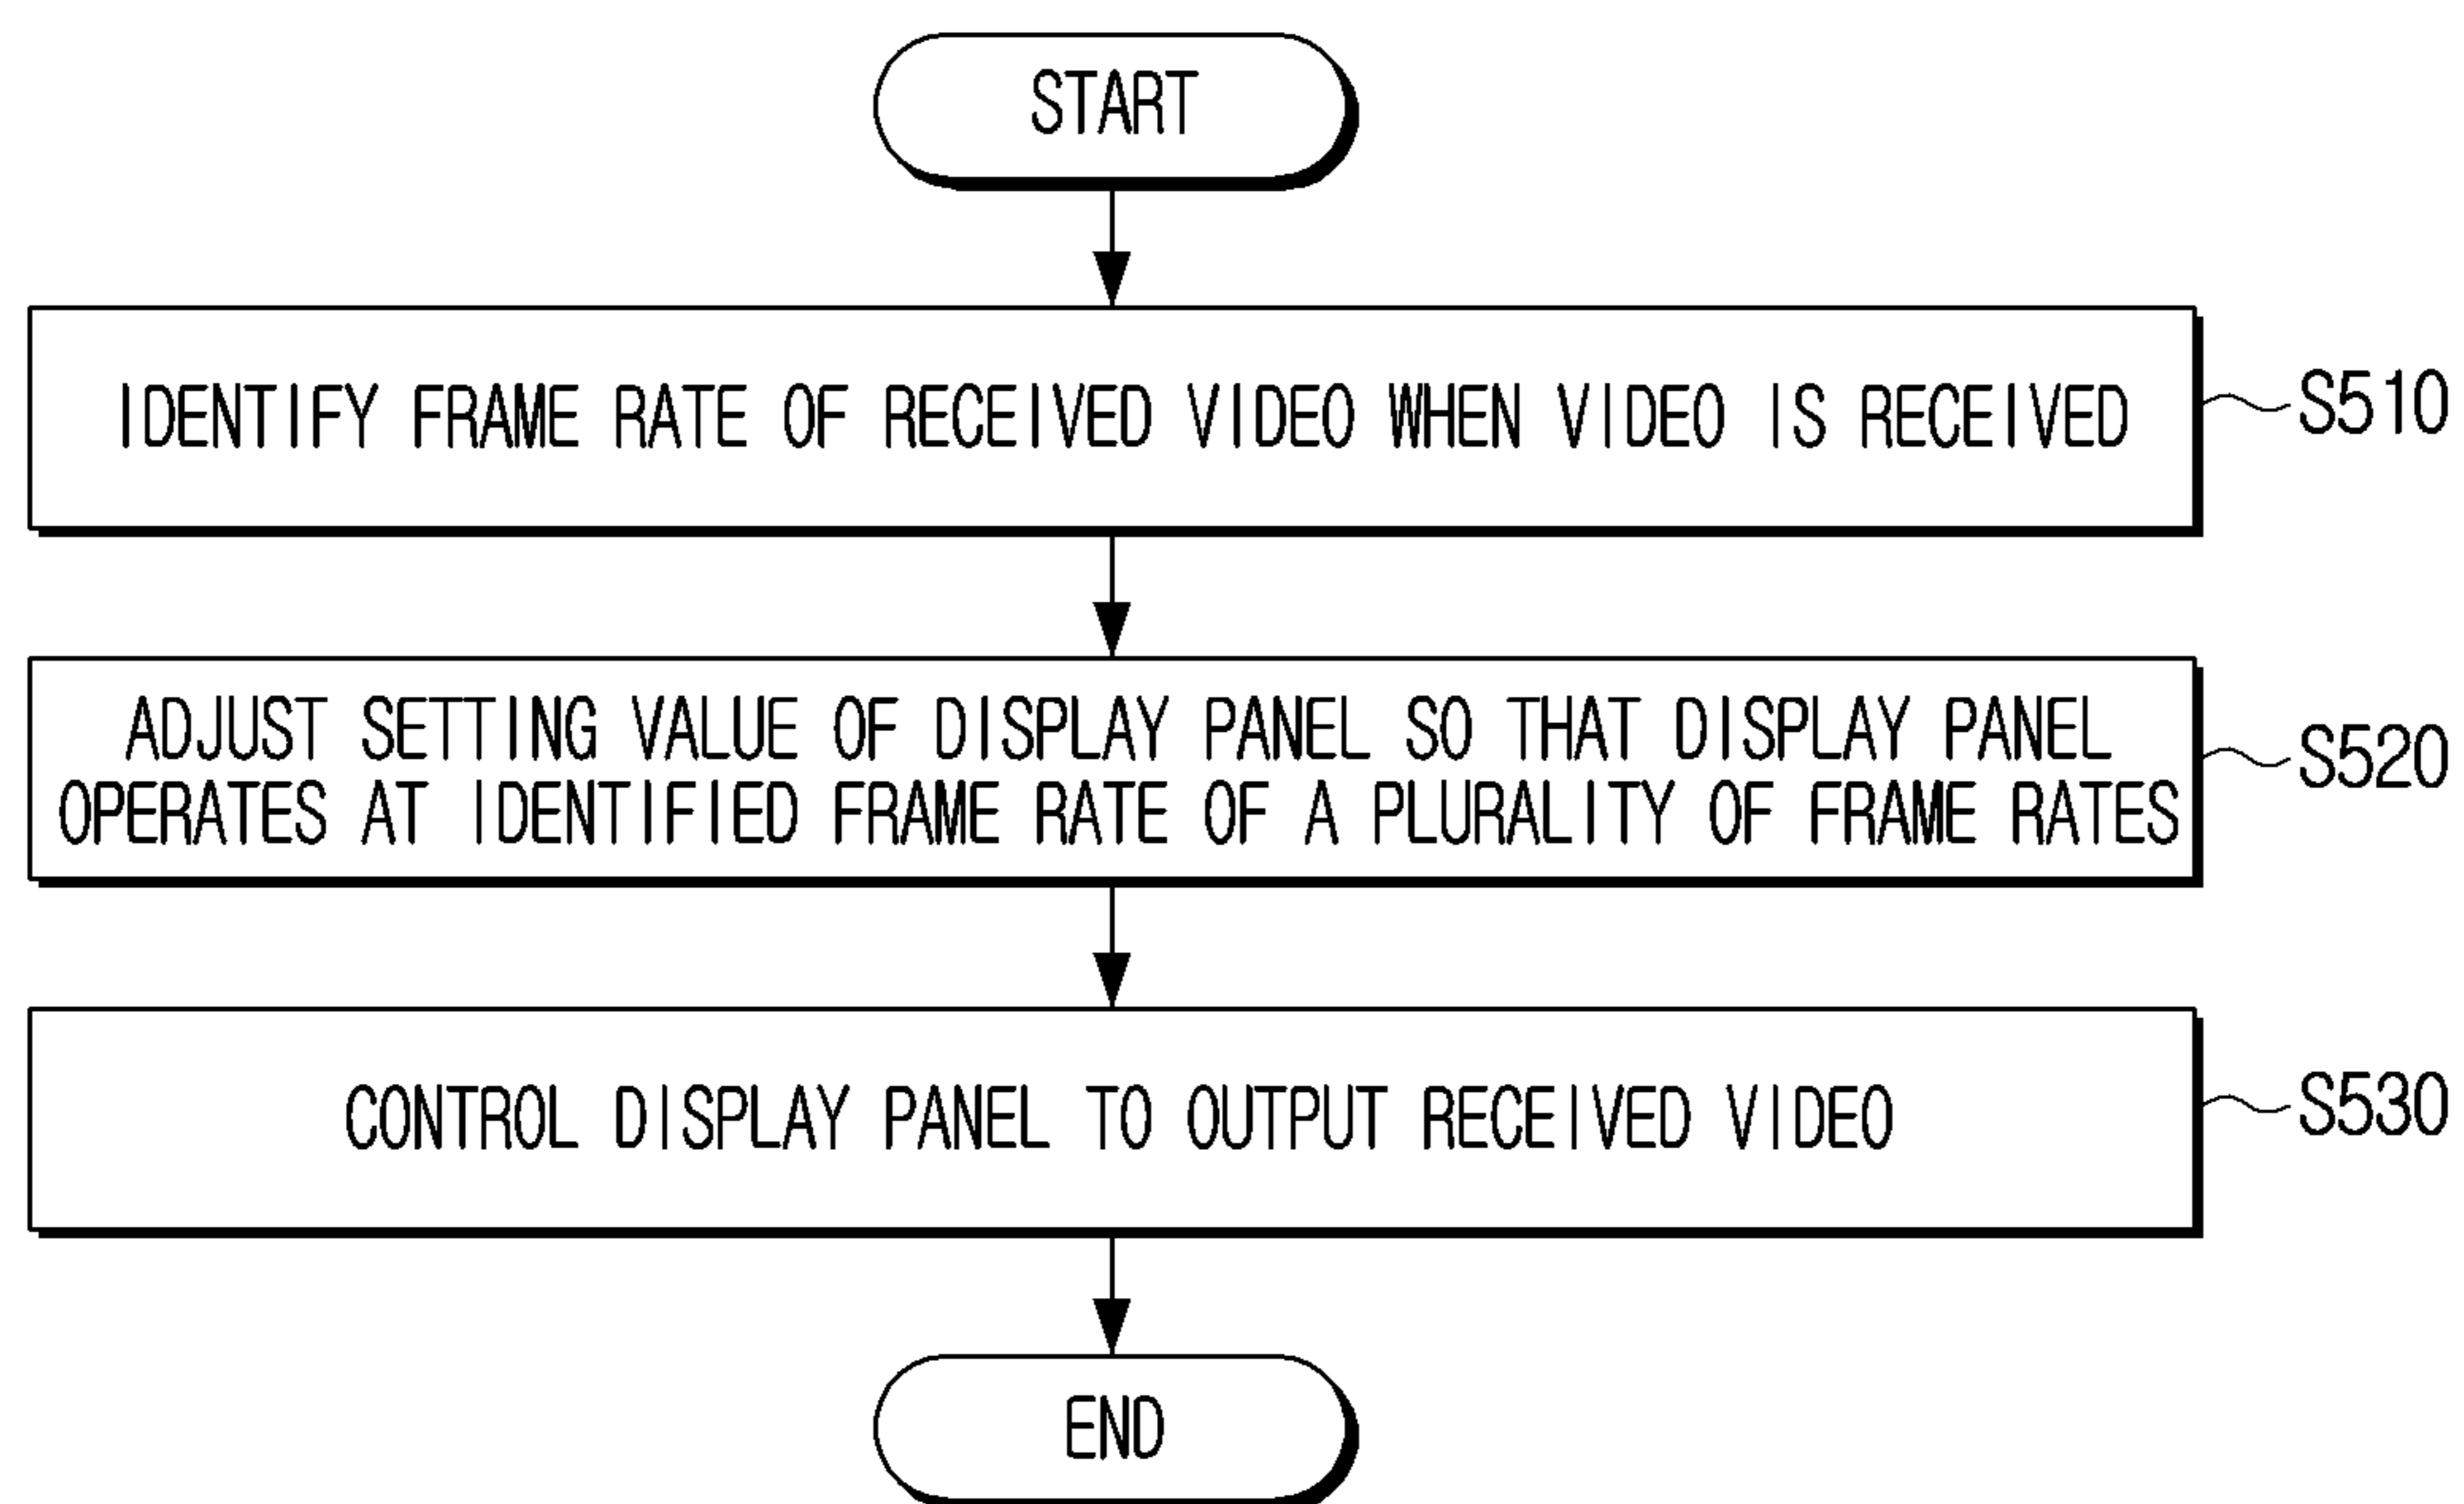 START
IDENTIFY FRAME RATE OF RECEIVED VIDEO WHEN VIDEO IS RECEIVED
S510
ADJUST SETTING VALUE OF DISPLAY PANEL SO THAT DISPLAY PANEL
OPERATES AT IDENTIFIED FRAME RATE OF A PLURALITY OF FRAME RATES
S520
CONTROL DISPLAY PANEL TO OUTPUT RECEIVED VIDEO
S530
END